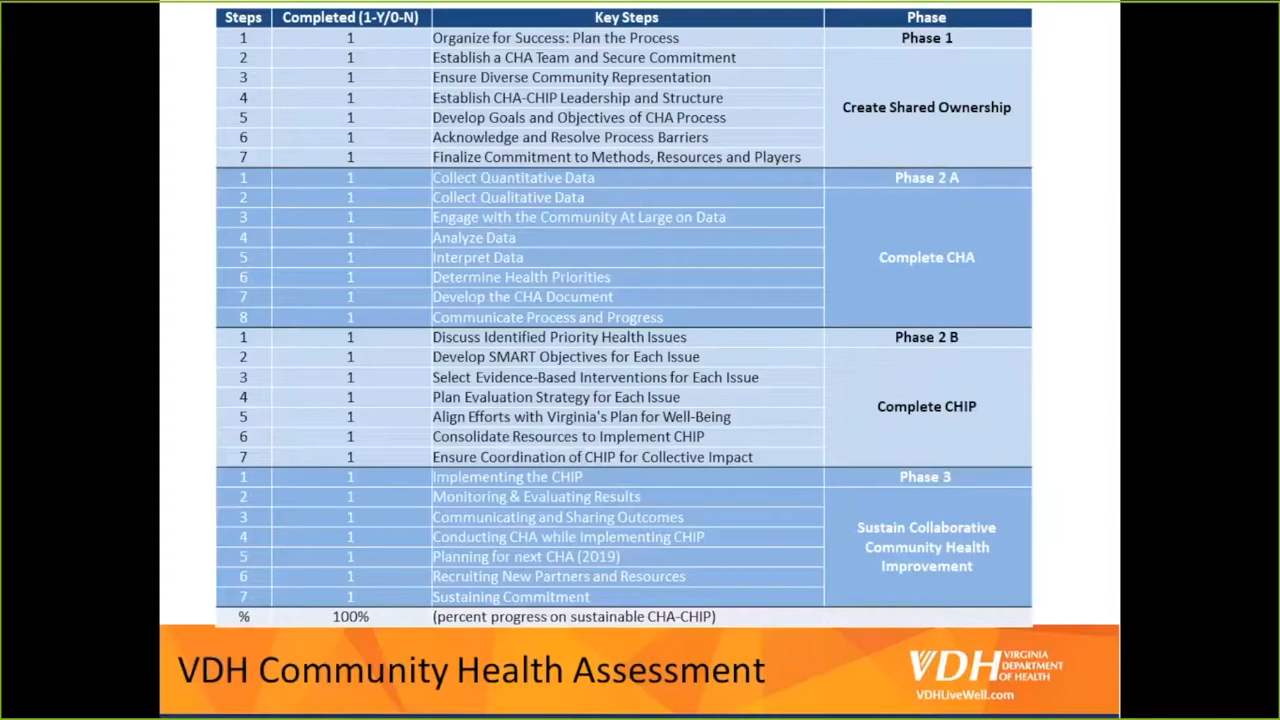 Steps Completed (1-Y/0-N) Key Steps Phase
1 1 Organize for Success: Plan the Process Phase 1
2 1 Establish a CHA Team and Secure Commitment
3 1 Ensure Diverse Community Representation
4 1 Establish CHA-CHIP Leadership and Structure
Create Shared Ownership
5 1 Develop Goals and Objectives of CHA Process
6 1 Acknowledge and Resolve Process Barriers
7 1 Finalize Commitment to Methods, Resources and Players
1 1 Collect Quantitative Data Phase 2 A
2 1 Collect Qualitative Data
3 1 Engage with the Community At Large on Data
4 1 Analyze Data
5 1 Interpret Data Complete CHA
6 1 Determine Health Priorities
7 1 Develop the CHA Document
8 1 Communicate Process and Progress
1 1 Discuss Identified Priority Health Issues Phase 2 B
2 1 Develop SMART Objectives for Each Issue
3 1 Select Evidence-Based Interventions for Each Issue
4 1 Plan Evaluation Strategy for Each Issue
Complete CHIP
5 1 Align Efforts with Virginia's Plan for Well-Being
6 1 Consolidate Resources to Implement CHIP
7 1 Ensure Coordination of CHIP for Collective Impact
1 1 Implementing the CHIP Phase 3
2 1 Monitoring & Evaluating Results
3 1 Communicating and Sharing Outcomes
Sustain Collaborative
4 1 Conducting CHA while Implementing CHIP
Community Health
5 1 Planning for next CHA (2019)
Improvement
6 1 Recruiting New Partners and Resources
7 1 Sustaining Commitment
% 100% (percent progress on sustainable CHA-CHIP)
VDH Community Health Assessment
VDH VIRGINIA
DEPARTMENT
OF HEALTH
VDHLiveWell.com